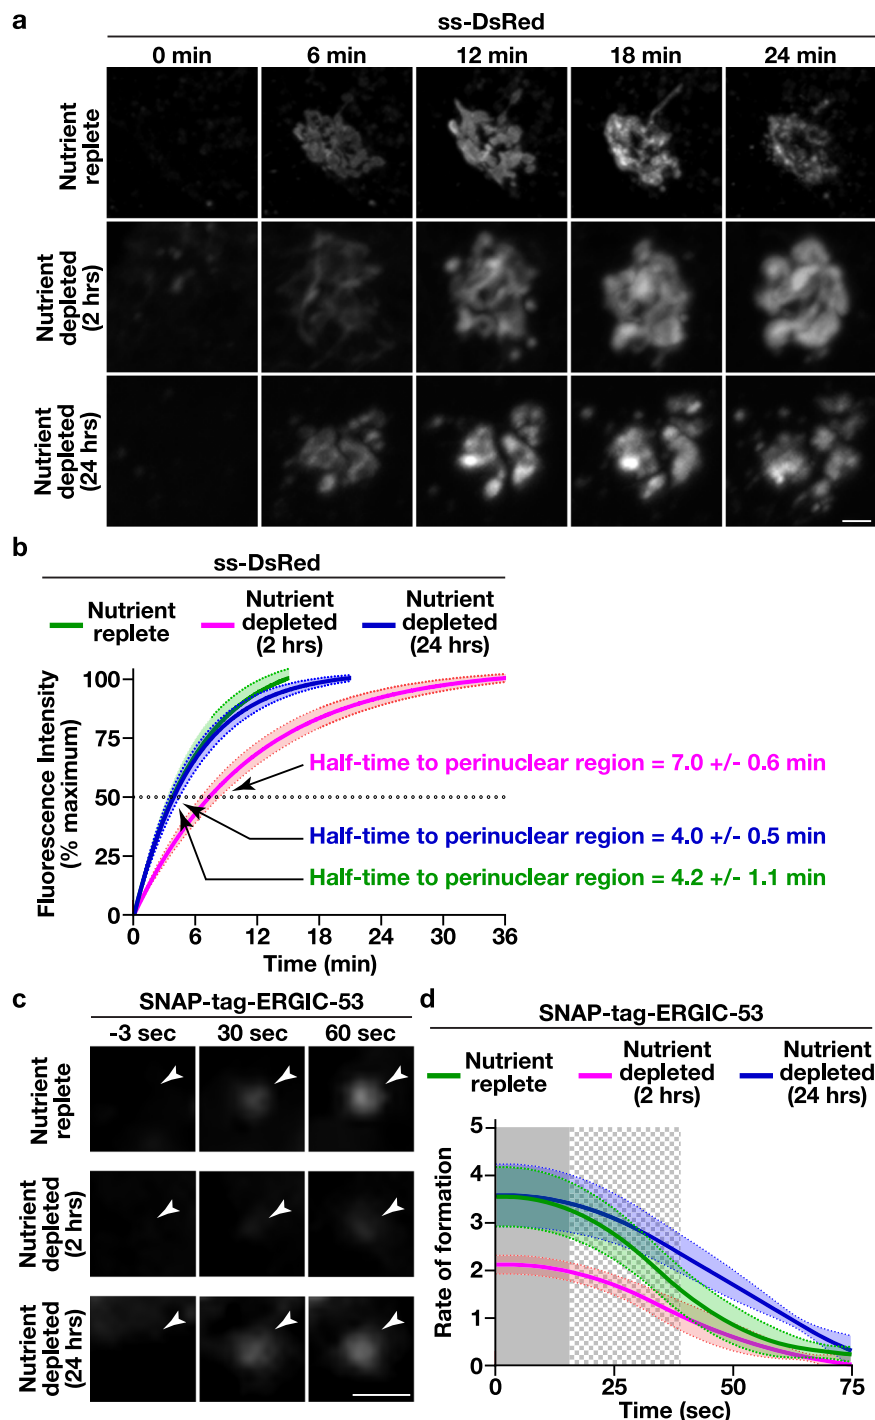 a
ss-DsRed
0 min 6 min 12 min 18 min 24 min
Nutrient
replete
Nutrient
depleted
(2 hrs)
Nutrient
depleted
(24 hrs)
b
ss-DsRed
Nutrient
replete
Nutrient
depleted
(2 hrs)
Nutrient
depleted
(24 hrs)
Fluorescence Intensity
(% maximum)
100
75
50
25
0
Half-time to perinuclear region = 7.0 +/- 0.6 min
Half-time to perinuclear region = 4.0 +/- 0.5 min
Half-time to perinuclear region = 4.2 +/- 1.1 min
0 6 12 18 24 30 36
Time (min)
c
SNAP-tag-ERGIC-53
-3 sec 30 sec 60 sec
Nutrient
replete
Nutrient
depleted
(2 hrs)
Nutrient
depleted
(24 hrs)
d
SNAP-tag-ERGIC-53
Nutrient
replete
Nutrient
depleted
(2 hrs)
Nutrient
depleted
(24 hrs)
Rate of formation
5
4
3
2
1
0
0 25 50 75
Time (sec)